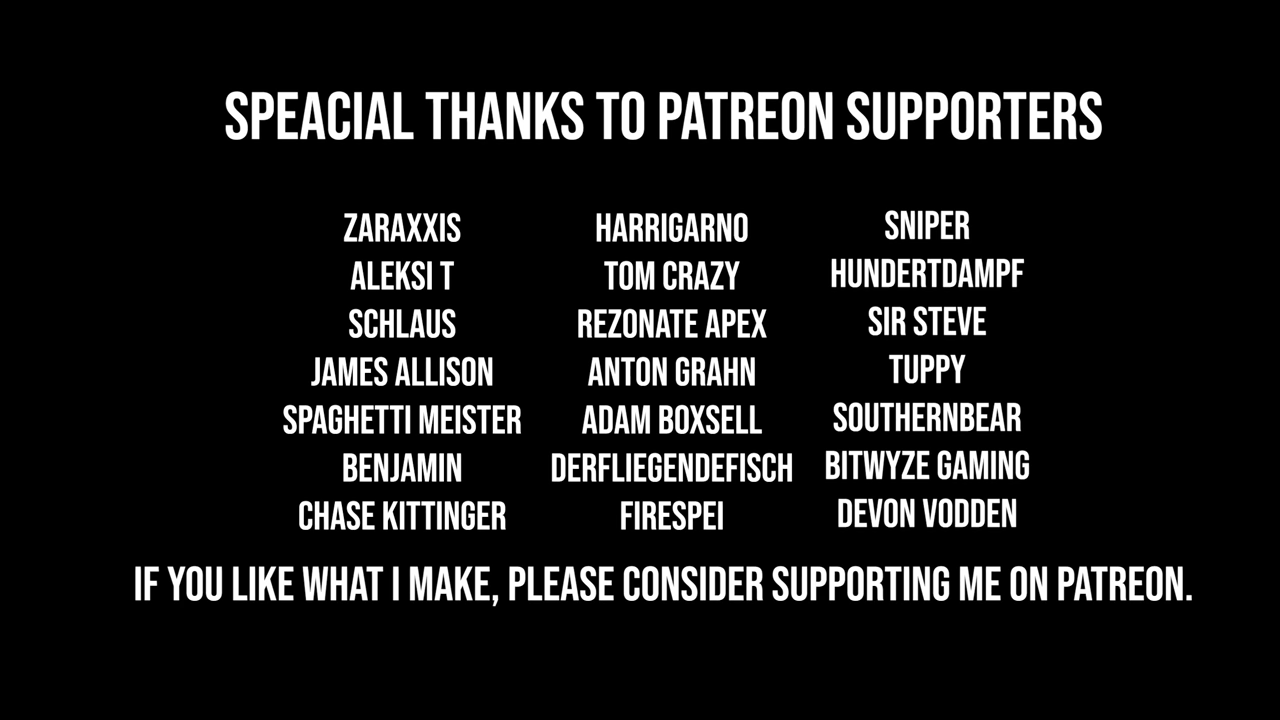 SPEACIAL THANKS TO PATREON SUPPORTERS
ZARAXXIS
ALEKSI T
SCHLAUS
JAMES ALLISON
SPAGHETTI MEISTER
BENJAMIN
CHASE KITTINGER
HARRIGARNO
TOM CRAZY
REZONATE APEX
ANTON GRAHN
ADAM BOXSELL
DERFLIEGENDEFISCH
FIRESPEI
SNIPER
HUNDERTDAMPF
SIR STEVE
TUPPY
SOUTHERNBEAR
BITWYZE GAMING
DEVON VODDEN
IF YOU LIKE WHAT I MAKE, PLEASE CONSIDER SUPPORTING ME ON PATREON.